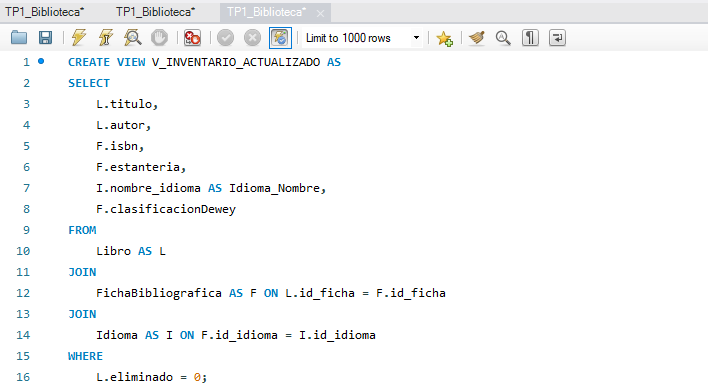 TP1_Biblioteca* TP1_Biblioteca* TP1_Biblioteca*
Limit to 1000 rows
1 CREATE VIEW V_INVENTARIO_ACTUALIZADO AS
2 SELECT
3 L.titulo,
4 L.autor,
5 F.isbn,
6 F.estanteria,
7 I.nombre_idioma AS Idioma_Nombre,
8 F.clasificacionDewey
9 FROM
10 Libro AS L
11 JOIN
12 FichaBibliografica AS F ON L.id_ficha = F.id_ficha
13 JOIN
14 Idioma AS I ON F.id_idioma = I.id_idioma
15 WHERE
16 L.eliminado = 0;